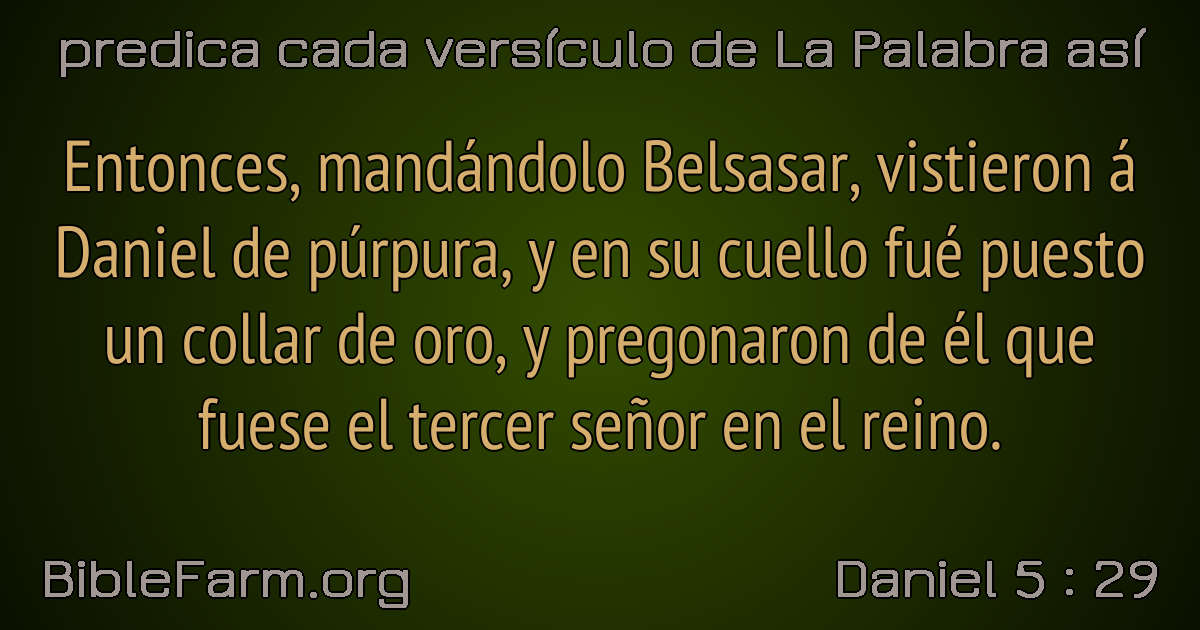 predica cada versículo de La Palabra así
Entonces, mandándolo Belsasar, vistieron á
Daniel de púrpura, y en su cuello fué puesto
un collar de oro, y pregonaron de él que
fuese el tercer señor en el reino.
BibleFarm.org
Daniel 5 : 29